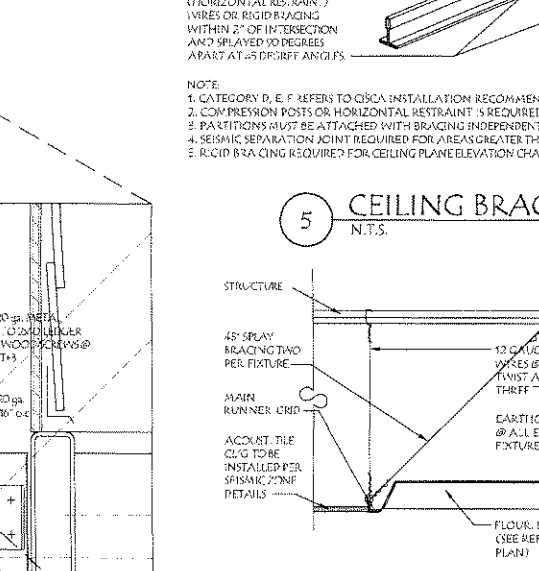 (HORIZONTAL RESTRAINT)
WIRES OR RIGID BRACING
WITHIN 2" OF INTERSECTION
AND SPLAYED 90 DEGREES
APART AT 45 DEGREE ANGLES.
NOTE:
1. CATEGORY D, E, F REFERS TO CISCA INSTALLATION RECOMMEN
2. COMPRESSION POSTS OR HORIZONTAL RESTRAINT IS REQUIRED
3. PARTITIONS MUST BE ATTACHED WITH BRACING INDEPENDENT
4. SEISMIC SEPARATION JOINT REQUIRED FOR AREAS GREATER TH
5. RIGID BRACING REQUIRED FOR CEILING PLANE ELEVATION CHA
5
CEILING BRAC
N.T.S.
STRUCTURE
45° SPLAY
BRACING TWO
PER FIXTURE
MAIN
RUNNER GRID
ACOUST. TILE
CL'G TO BE
INSTALLED PER
SEISMIC ZONE
DETAILS
12 GAUG
WIRES @
TWIST A
THREE T
EARTHQ
@ ALL E
FIXTURE
FLOUR.
(SEE REF
PLAN)
20 ga. METAL
TO 2x10 LEDGER
WOOD SCREWS @
20 ga.
16" o.c.